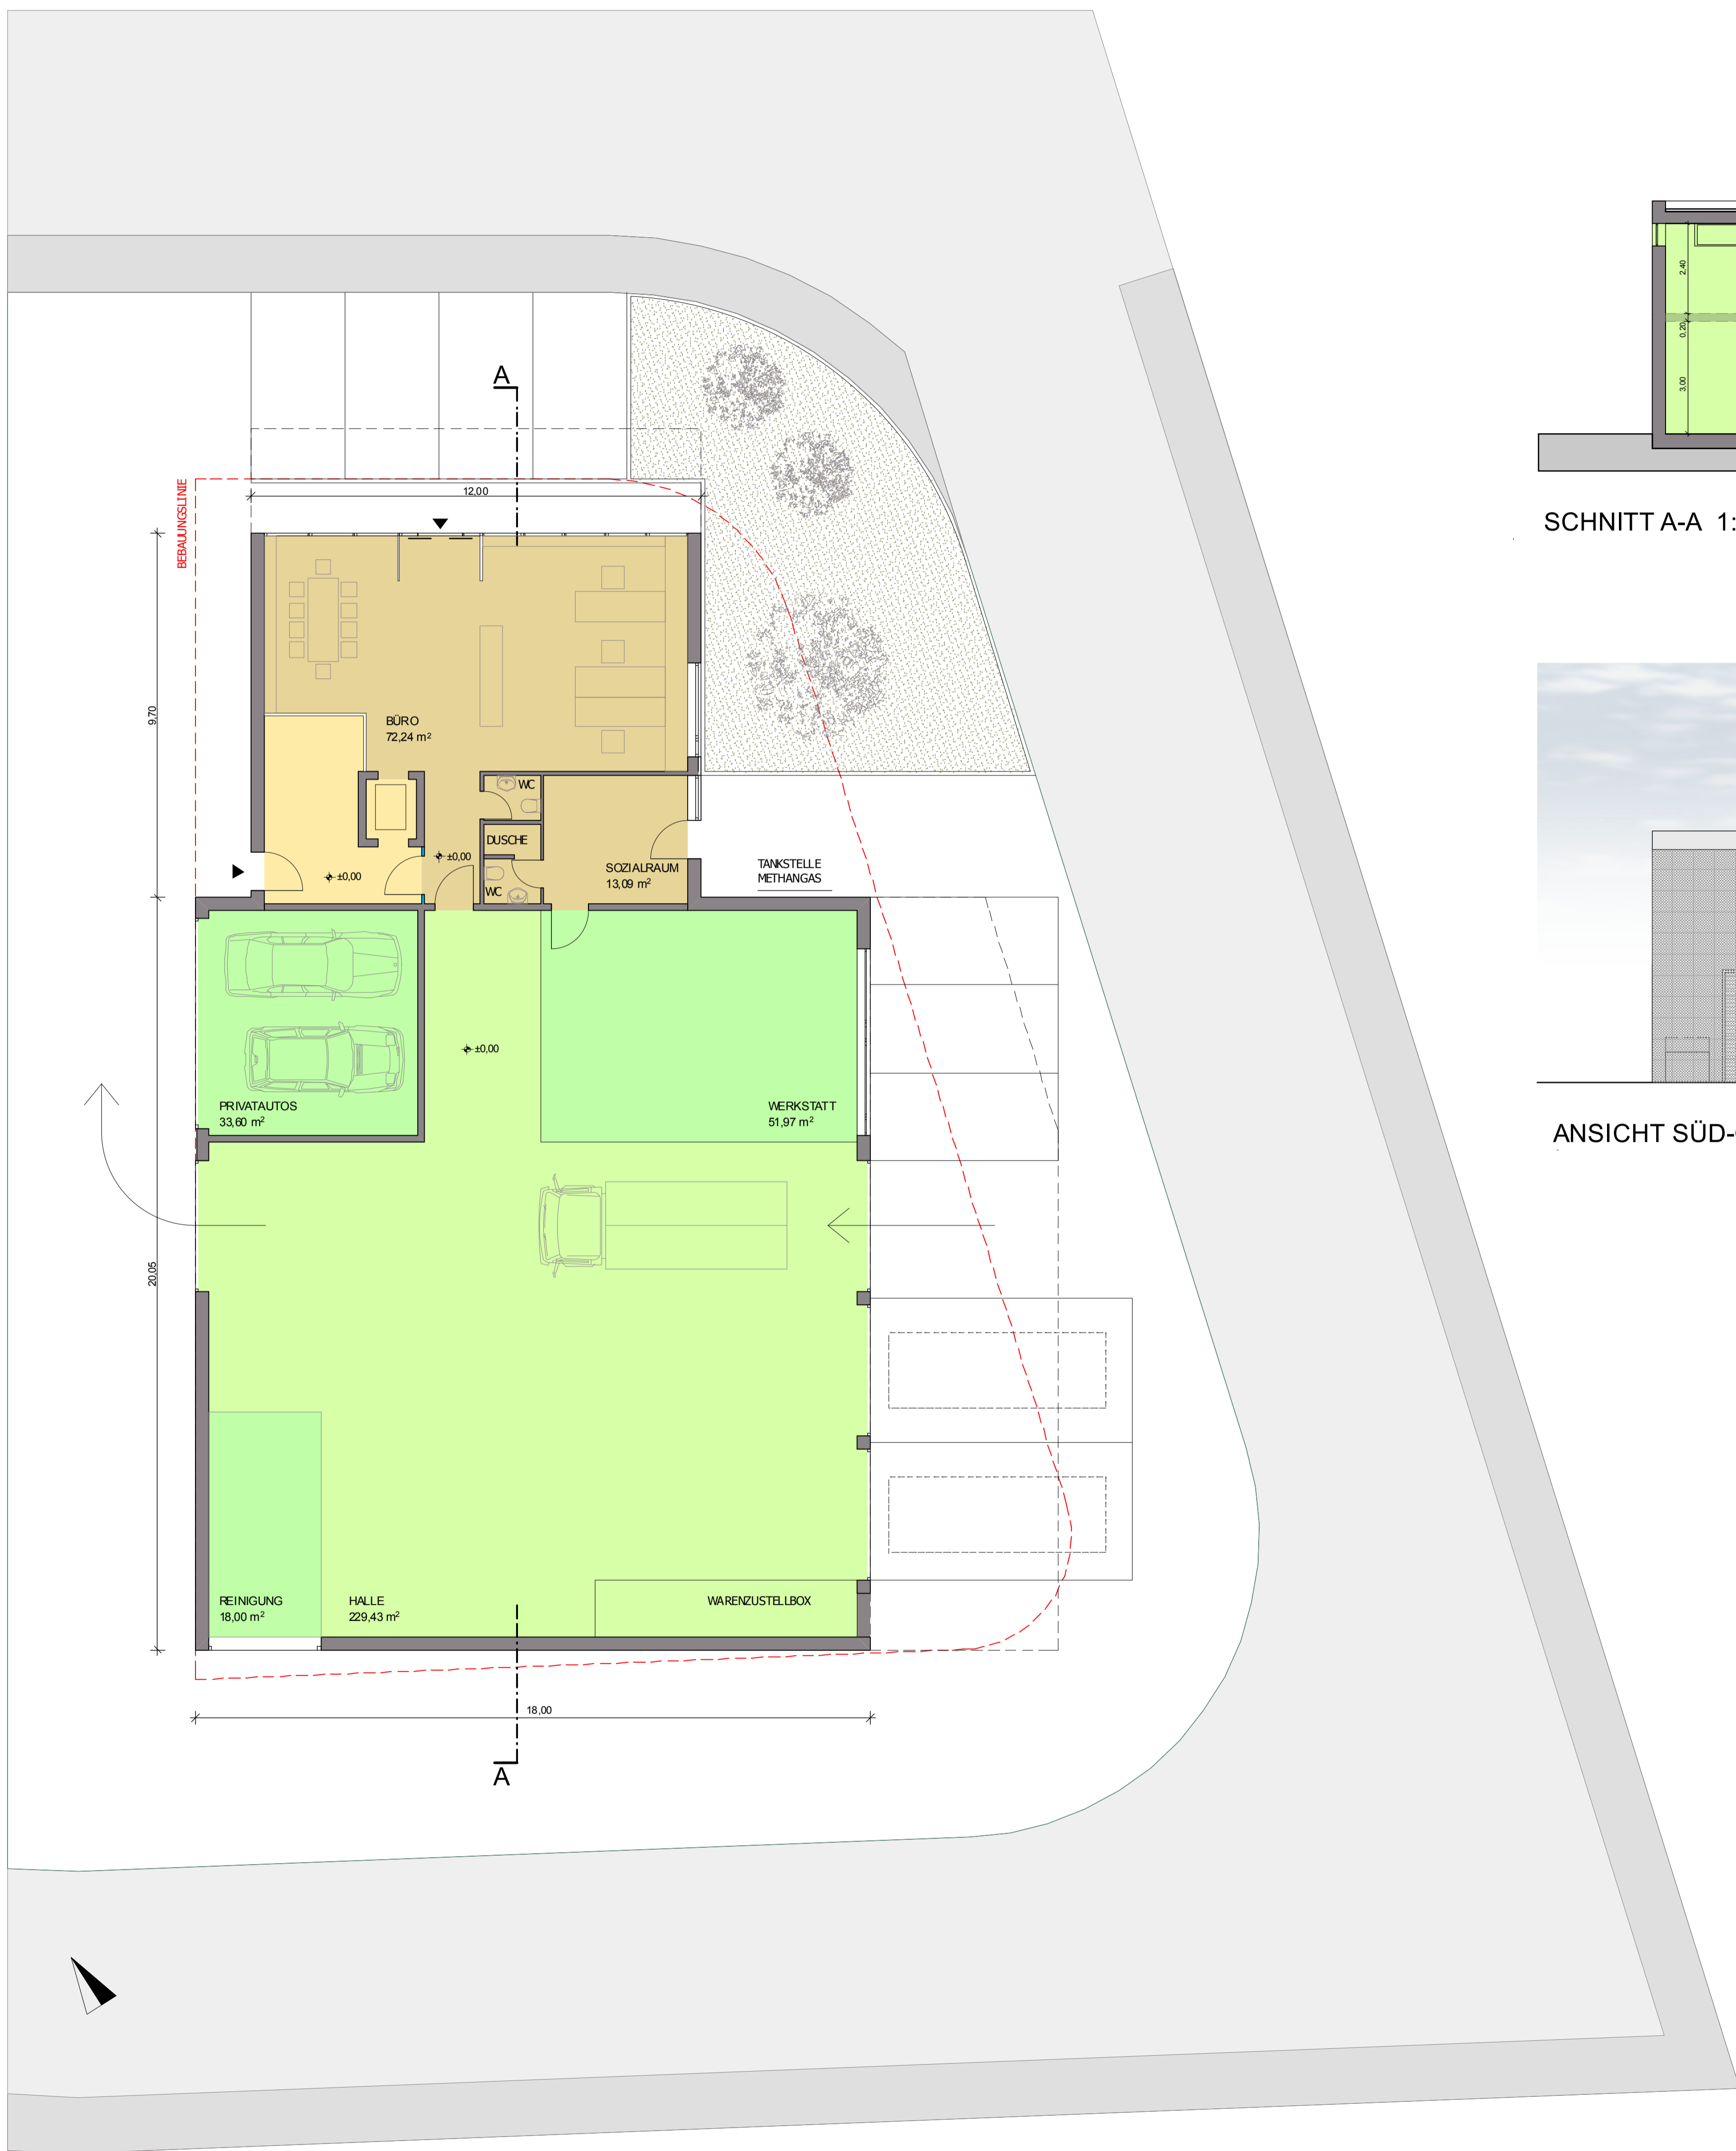 2,40
0,20
3,00
A
SCHNITT A-A 1:
BEBAUUNGSLINIE
12,00
9,70
BÜRO
72,24 m²
WC
DUSCHE
±0,00
±0,00
WC
SOZIALRAUM
13,09 m²
TANKSTELLE
METHANGAS
±0,00
PRIVATAUTOS
33,60 m²
WERKSTATT
51,97 m²
ANSICHT SÜD-
20,05
REINIGUNG
18,00 m²
HALLE
229,43 m²
WARENZUSTELLBOX
18,00
A